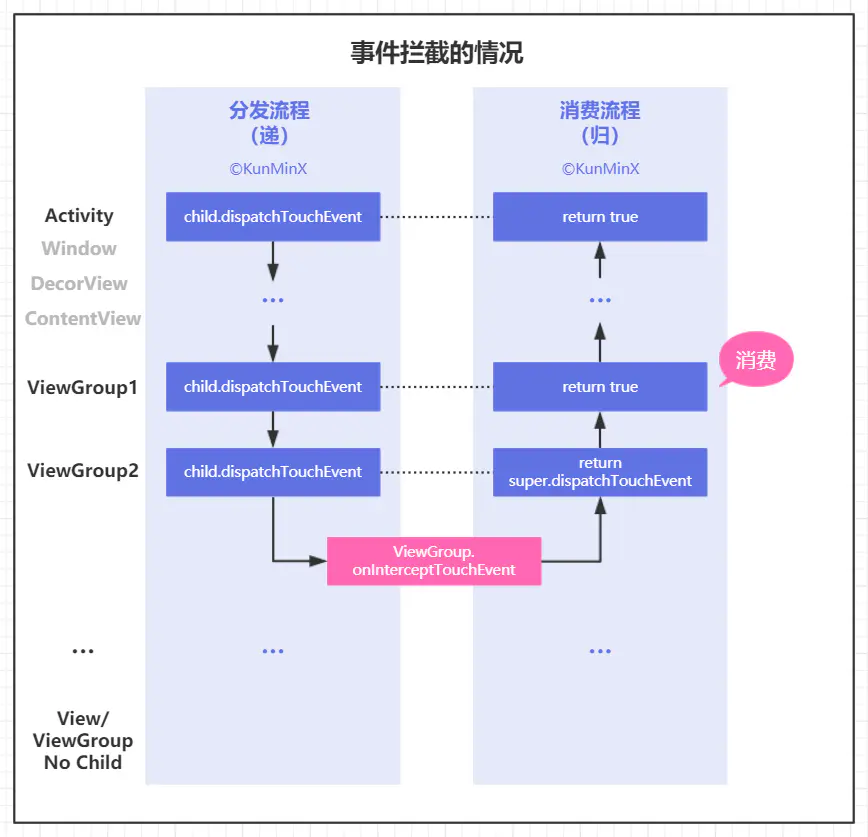 事件拦截的情况
分发流程
（递）
©KunMinX
消费流程
（归）
©KunMinX
Activity
child.dispatchTouchEvent
return true
Window
DecorView
...
...
ContentView
消费
ViewGroup1
child.dispatchTouchEvent
return true
ViewGroup2
child.dispatchTouchEvent
return
super.dispatchTouchEvent
ViewGroup.
onInterceptTouchEvent
...
...
...
View/
ViewGroup
No Child